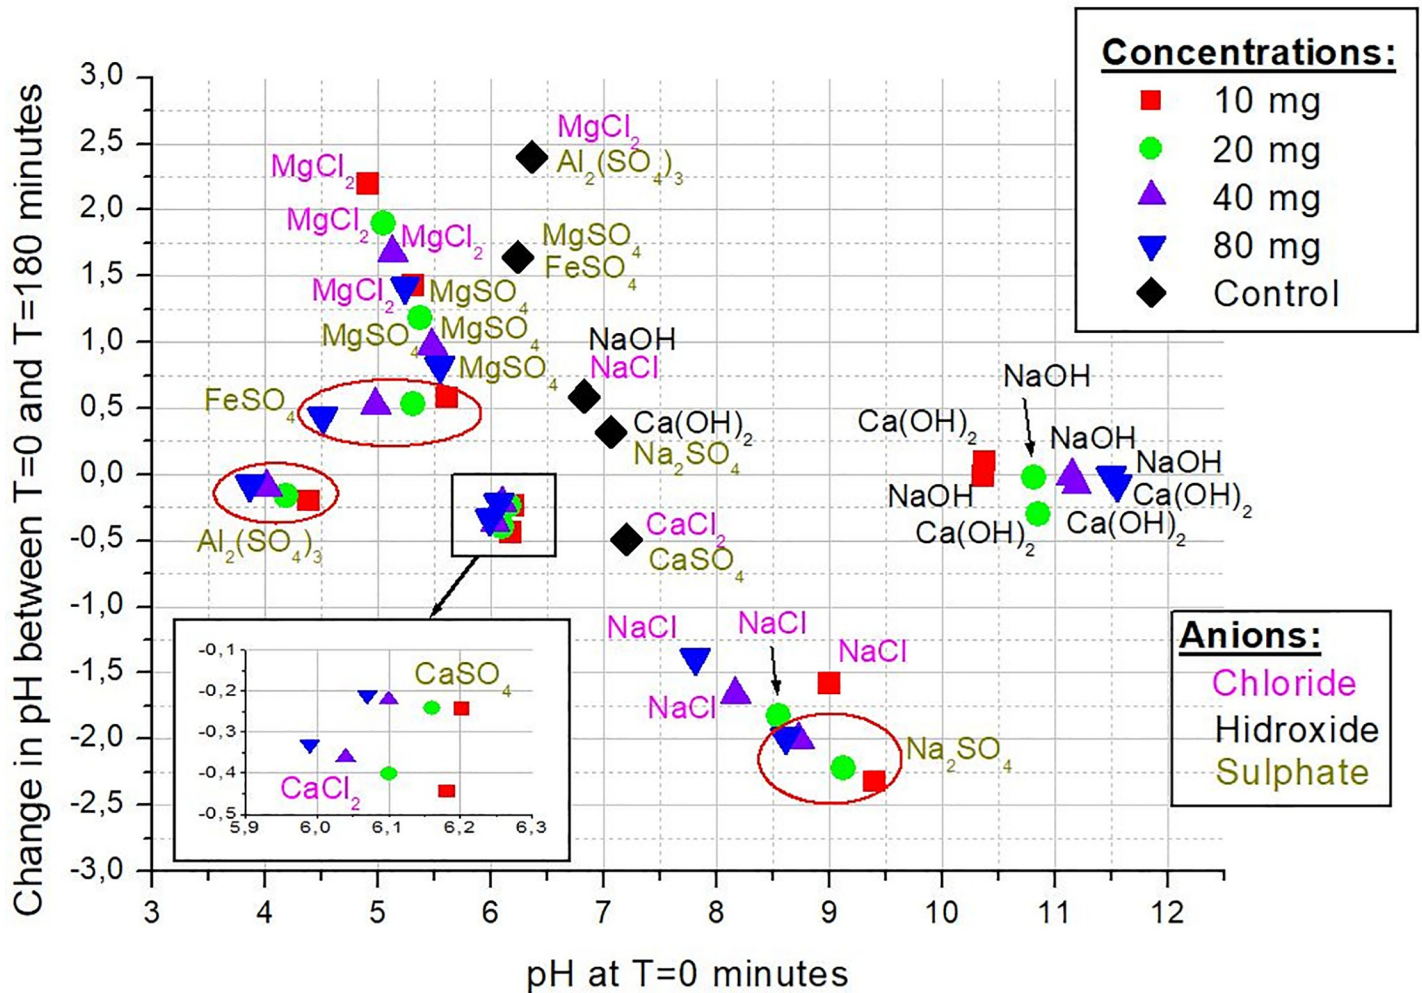 Concentrations:
10 mg
20 mg
40 mg
80 mg
Control
Change in pH between T=0 and T=180 minutes
3,0
2,5
2,0
1,5
1,0
0,5
0,0
-0,5
-1,0
-1,5
-2,0
-2,5
-3,0
MgCl2
Al2(SO4)3
MgCl2
MgCl2
MgCl2
MgSO4
FeSO4
MgCl2
MgSO4
MgSO4
MgSO4
MgSO4
NaOH
NaCl
FeSO4
Ca(OH)2
Na2SO4
NaOH
Ca(OH)2
NaOH
NaOH
NaOH
Ca(OH)2
Ca(OH)2
Ca(OH)2
Al2(SO4)3
CaCl2
CaSO4
NaCl
NaCl
NaCl
NaCl
Na2SO4
-0,1
-0,2
-0,3
-0,4
-0,5
CaSO4
CaCl2
5,9 6,0 6,1 6,2 6,3
Anions:
Chloride
Hidroxide
Sulphate
3 4 5 6 7 8 9 10 11 12
pH at T=0 minutes